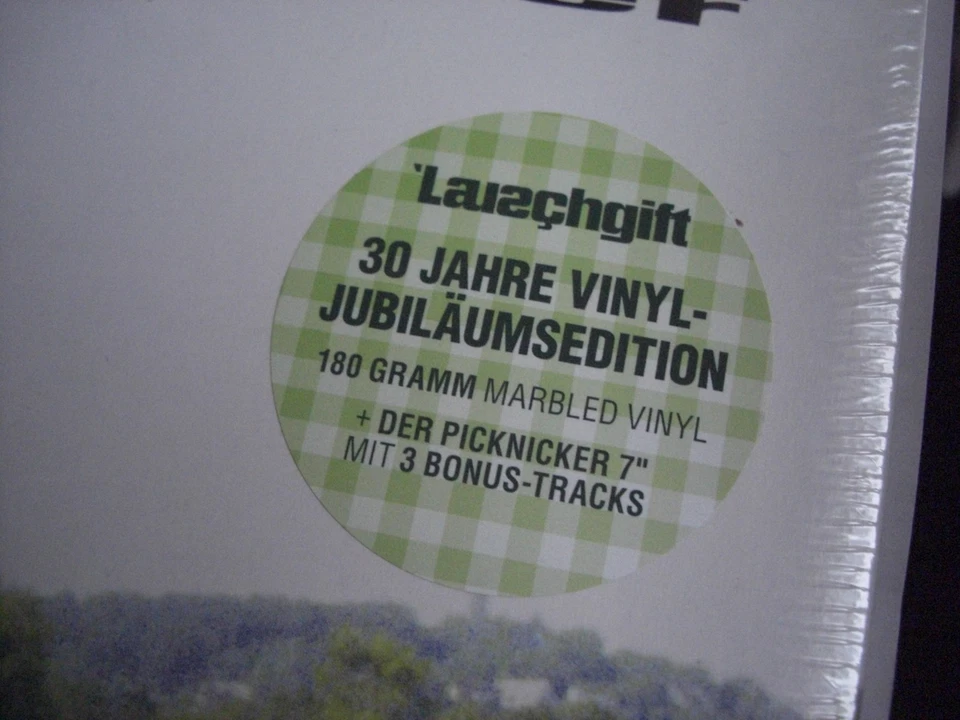 'Lauschgift
30 JAHRE VINYL-
JUBILÄUMSEDITION
180 GRAMM MARBLED VINYL
+ DER PICKNICKER 7"
MIT 3 BONUS-TRACKS